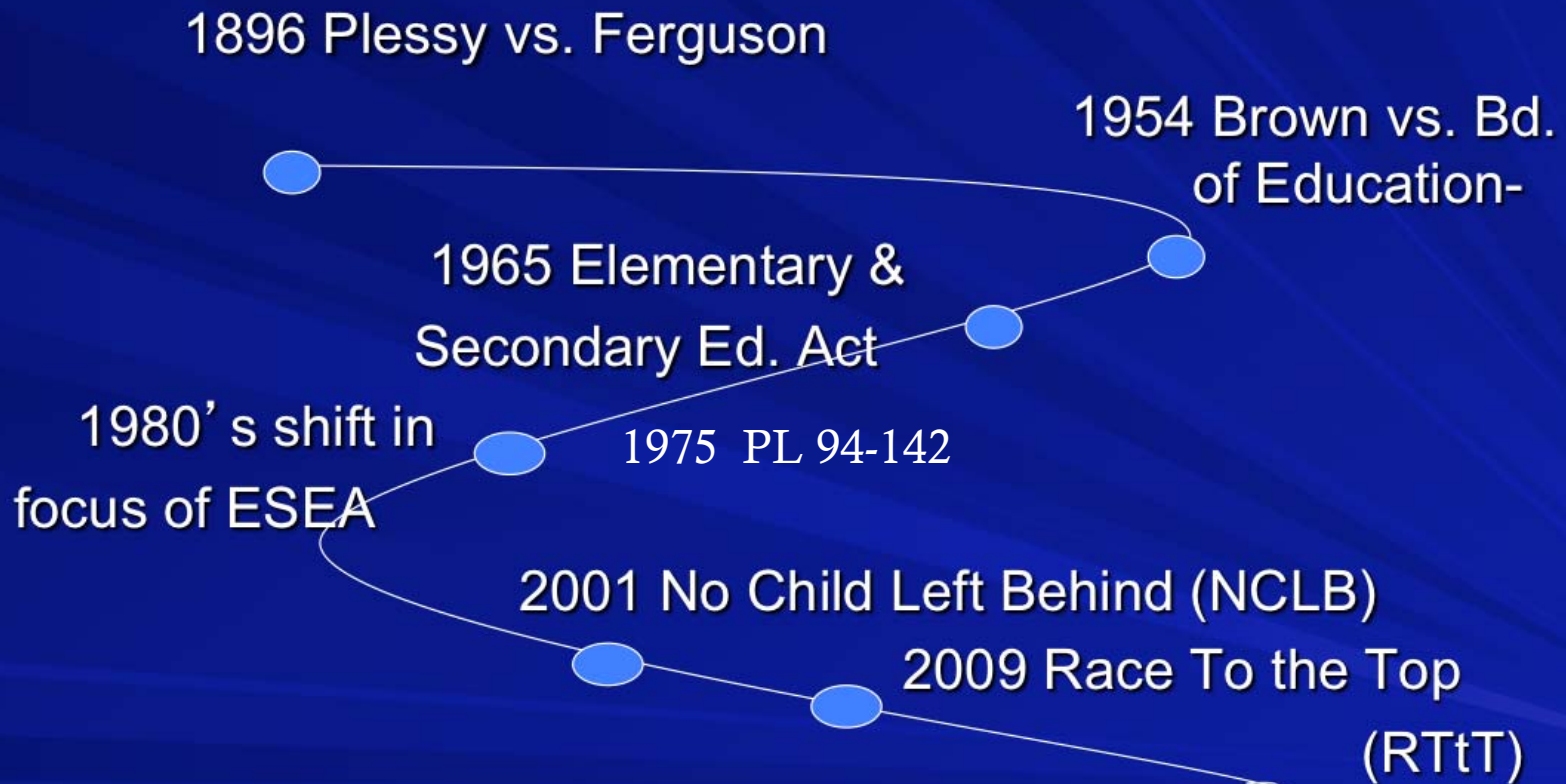 1896 Plessy vs. Ferguson
1954 Brown vs. Bd.
of Education-
1965 Elementary &
Secondary Ed. Act
1980’s shift in
focus of ESEA
1975 PL 94-142
2001 No Child Left Behind (NCLB)
2009 Race To the Top
(RTtT)